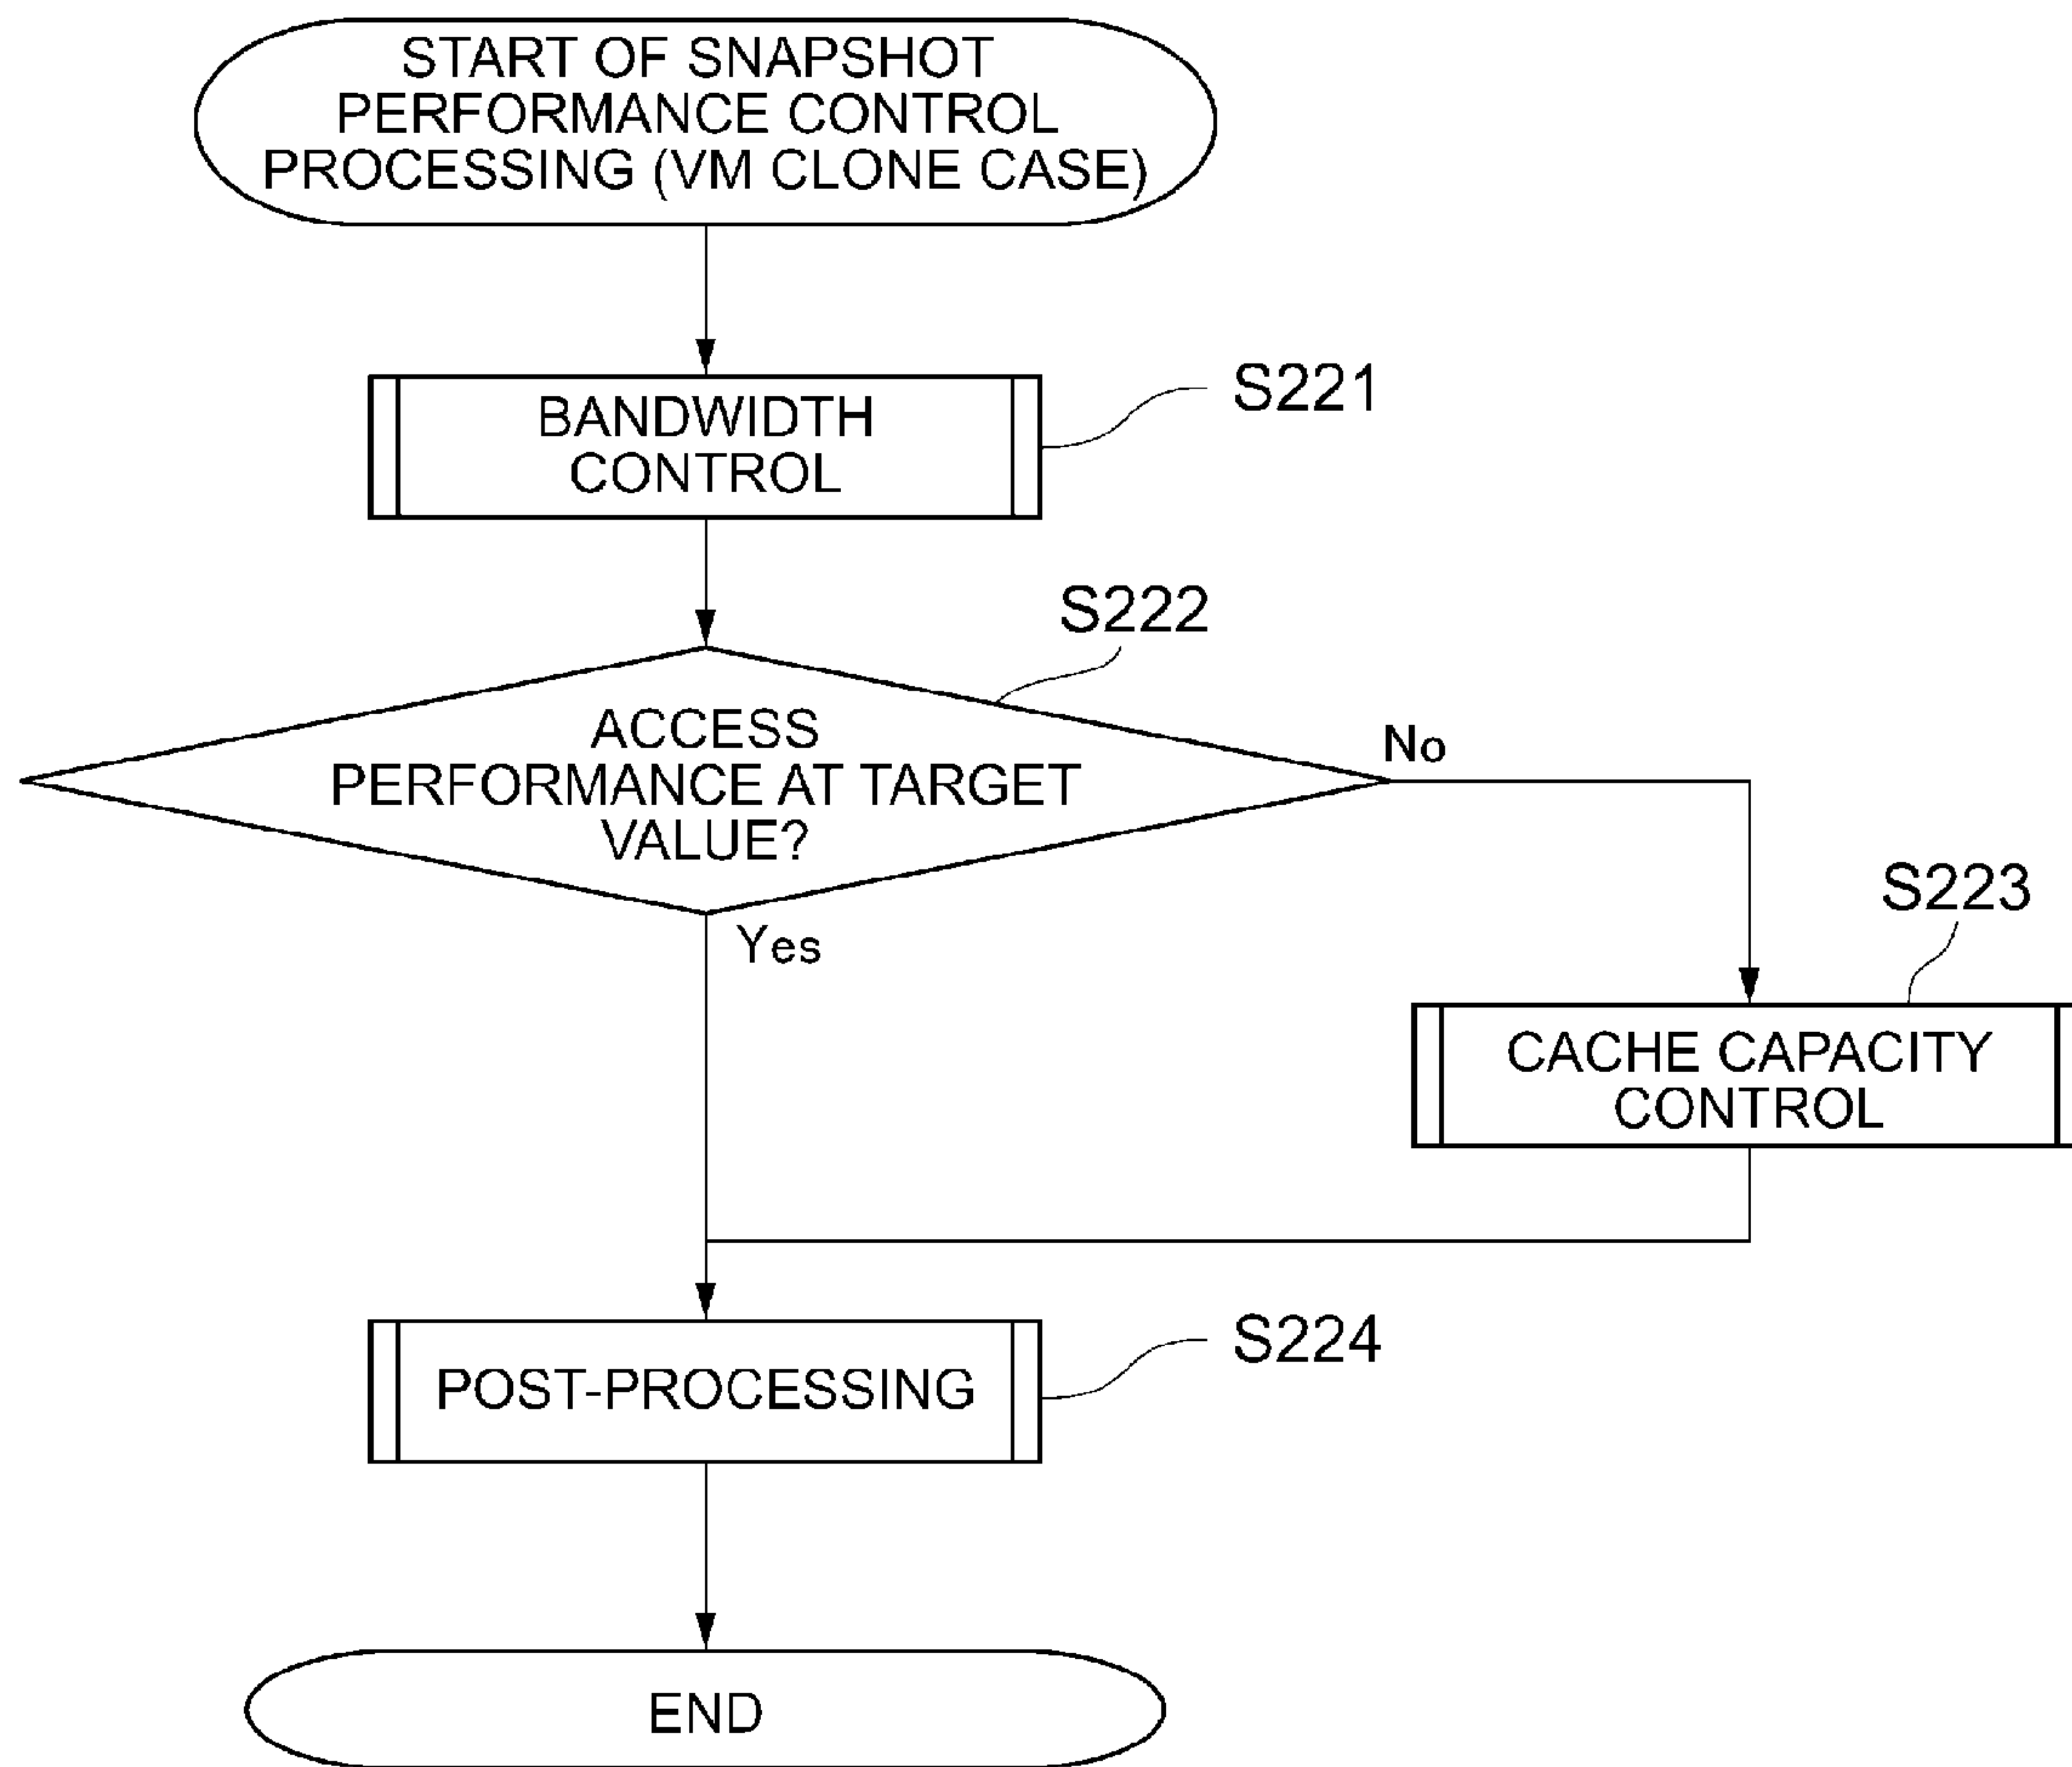 START OF SNAPSHOT
PERFORMANCE CONTROL
PROCESSING (VM CLONE CASE)
BANDWIDTH
CONTROL
S221
S222
ACCESS
PERFORMANCE AT TARGET
VALUE?
No
Yes
S223
CACHE CAPACITY
CONTROL
POST-PROCESSING
S224
END